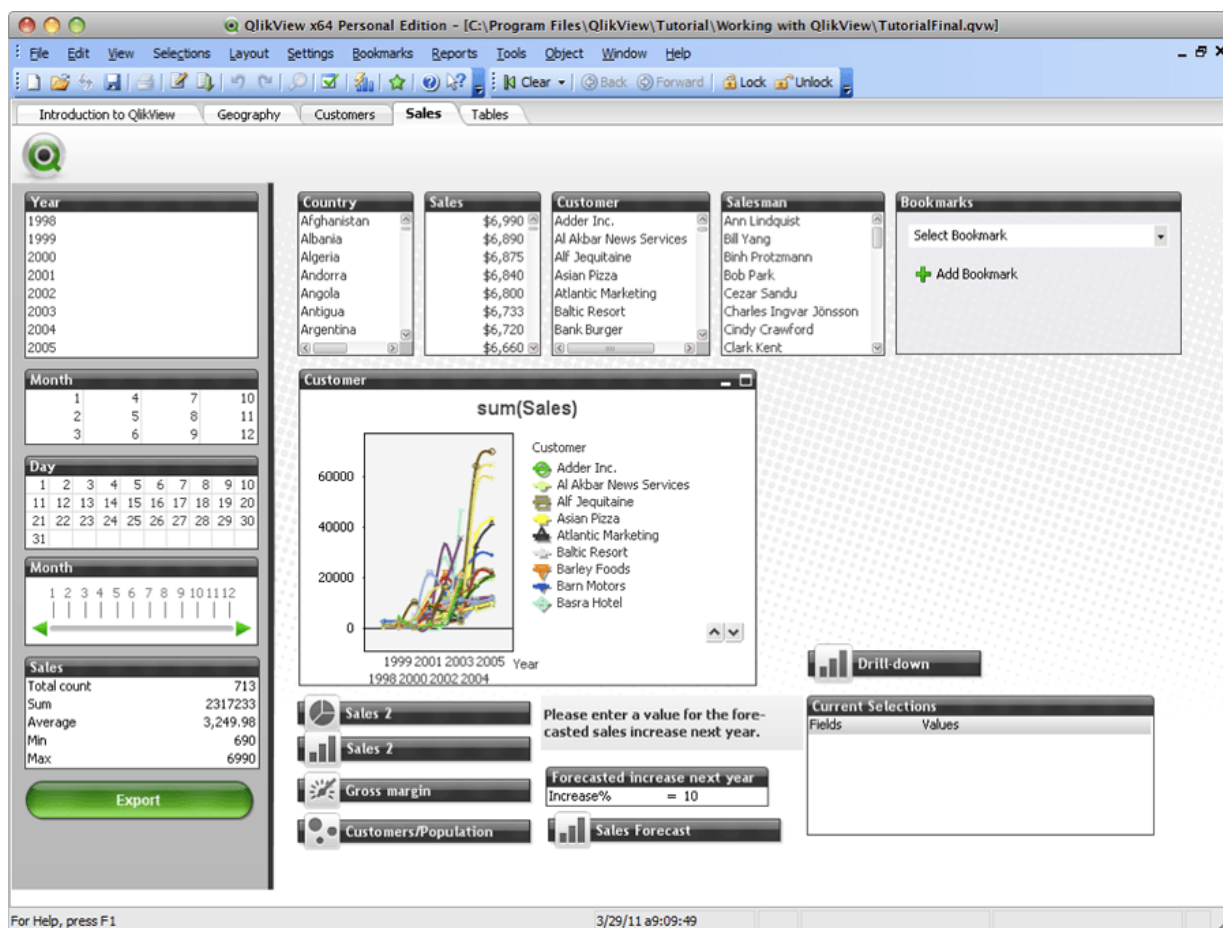 QlikView x64 Personal Edition - [C:\Program Files\QlikView\Tutorial\Working with QlikView\TutorialFinal.qvw]
File Edit View Selections Layout Settings Bookmarks Reports Tools Object Window Help
Clear Back Forward Lock Unlock
Introduction to QlikView Geography Customers Sales Tables
Year
1998
1999
2000
2001
2002
2003
2004
2005
Month
1 4 7 10
2 5 8 11
3 6 9 12
Day
1 2 3 4 5 6 7 8 9 10
11 12 13 14 15 16 17 18 19 20
21 22 23 24 25 26 27 28 29 30
31
Month
1 2 3 4 5 6 7 8 9 10 11 12
Sales
Total count 713
Sum 2317233
Average 3,249.98
Min 690
Max 6990
Export
Country
Afghanistan
Albania
Algeria
Andorra
Angola
Antigua
Argentina
Sales
$6,990
$6,890
$6,875
$6,840
$6,800
$6,733
$6,720
$6,660
Customer
Adder Inc.
Al Akbar News Services
Alf Jequitaine
Asian Pizza
Atlantic Marketing
Baltic Resort
Bank Burger
Salesman
Ann Lindquist
Bill Yang
Binh Protzmann
Bob Park
Cezar Sandu
Charles Ingvar Jönsson
Cindy Crawford
Clark Kent
Bookmarks
Select Bookmark
Add Bookmark
Customer
sum(Sales)
60000
40000
20000
0
1999 2001 2003 2005 Year
1998 2000 2002 2004
Customer
Adder Inc.
Al Akbar News Services
Alf Jequitaine
Asian Pizza
Atlantic Marketing
Baltic Resort
Barley Foods
Barn Motors
Basra Hotel
Drill-down
Sales 2
Sales 2
Gross margin
Customers/Population
Please enter a value for the fore-
casted sales increase next year.
Forecasted increase next year
Increase% = 10
Sales Forecast
Current Selections
Fields Values
For Help, press F1
3/29/11 a9:09:49